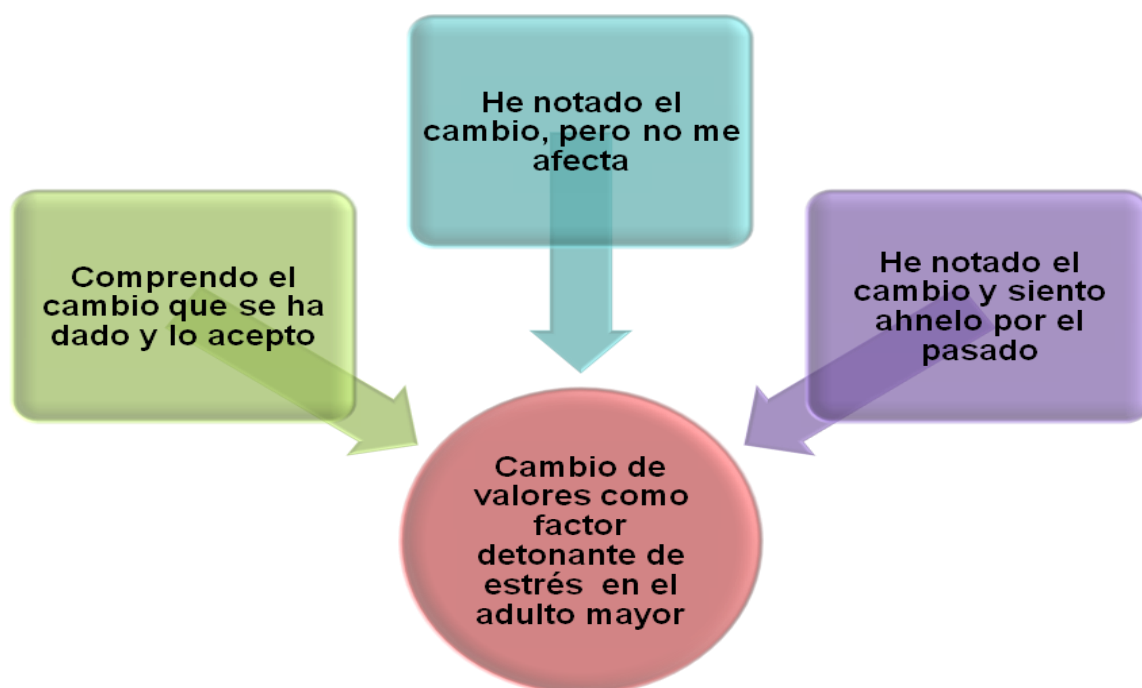 He notado el
cambio, pero no me
afecta
Comprendo el
cambio que se ha
dado y lo acepto
He notado el
cambio y siento
ahnelo por el
pasado
Cambio de
valores como
factor
detonante de
estrés en el
adulto mayor